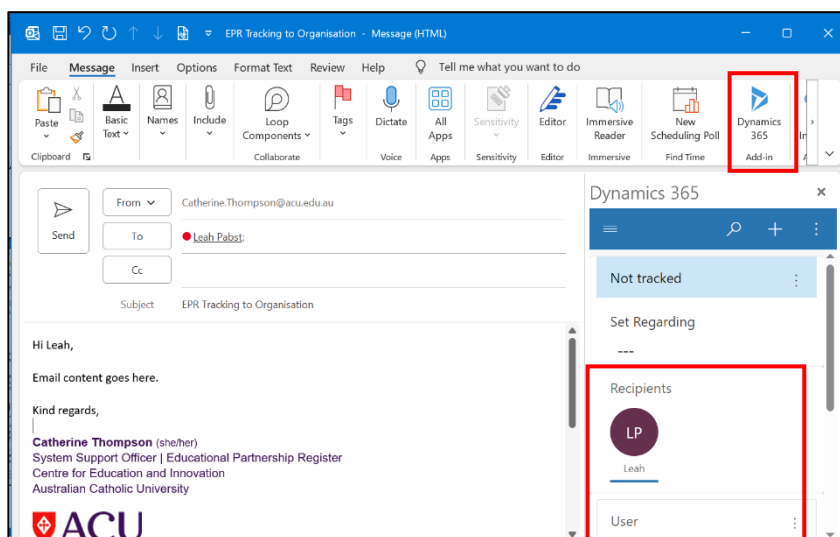 EPR Tracking to Organisation - Message (HTML)
File Message Insert Options Format Text Review Help Tell me what you want to do
Paste
Basic Text
Names
Include
Loop Components
Tags
Dictate
All Apps
Sensitivity
Editor
Immersive Reader
New Scheduling Poll
Dynamics 365
In
Clipboard Collaborate Voice Apps Sensitivity Editor Immersive Find Time Add-in
Dynamics 365
Send
From Catherine.Thompson@acu.edu.au
To Leah Pabst;
Cc
Subject EPR Tracking to Organisation
Hi Leah,
Email content goes here.
Kind regards,
Catherine Thompson (she/her)
System Support Officer | Educational Partnership Register
Centre for Education and Innovation
Australian Catholic University
ACU
Not tracked
Set Regarding
---
Recipients
LP
Leah
User